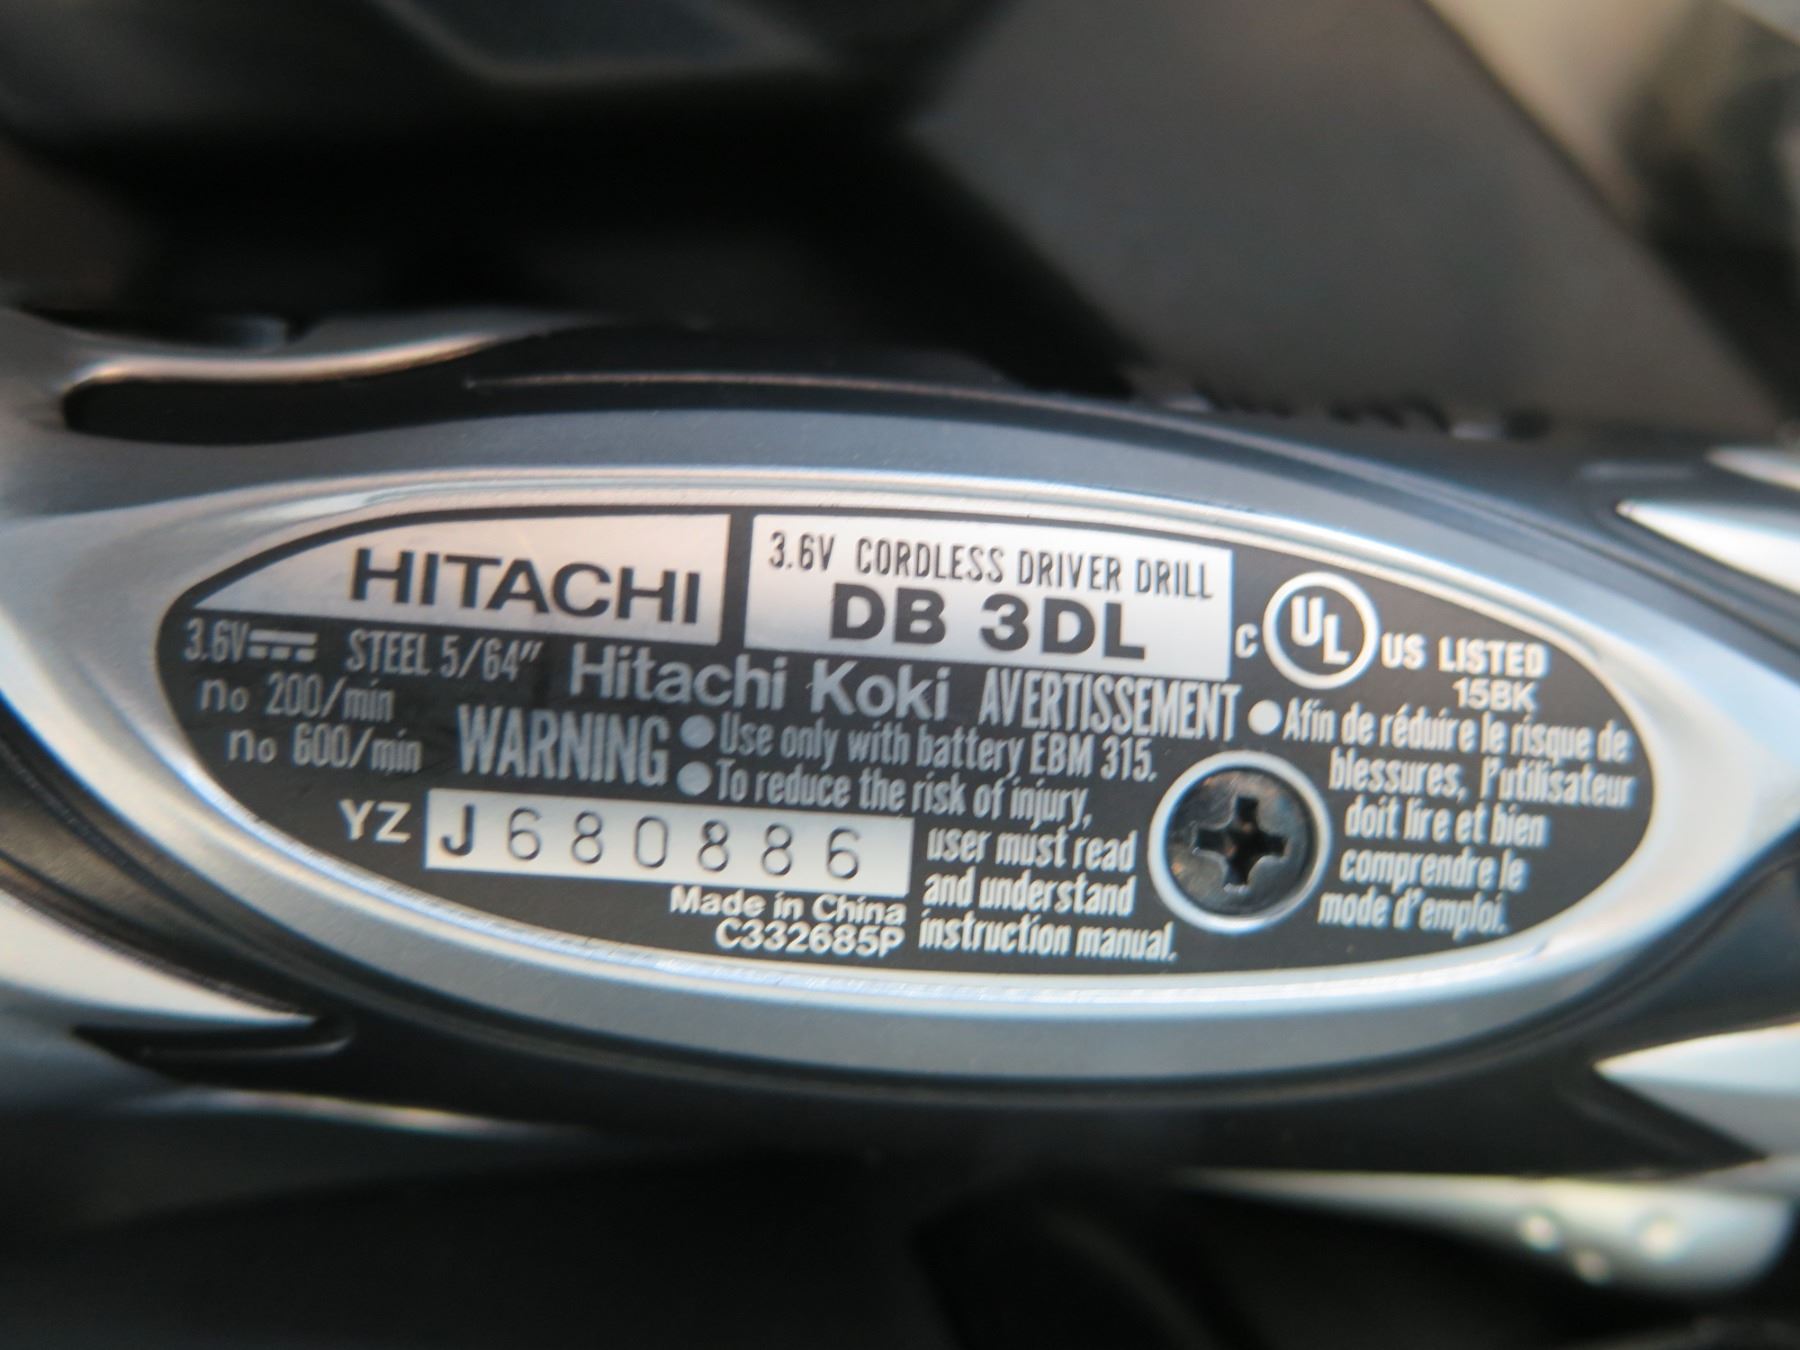 HITACHI
3.6V CORDLESS DRIVER DRILL
DB 3DL
C UL US LISTED
15BK
3.6V⎓ STEEL 5/64" Hitachi Koki
no 200/min
no 600/min
WARNING
●Use only with battery EBM 315.
●To reduce the risk of injury,
user must read
and understand
instruction manual.
AVERTISSEMENT
●Afin de réduire le risque de
blessures, l'utilisateur
doit lire et bien
comprendre le
mode d'emploi.
YZ J680886
Made in China
C332685P